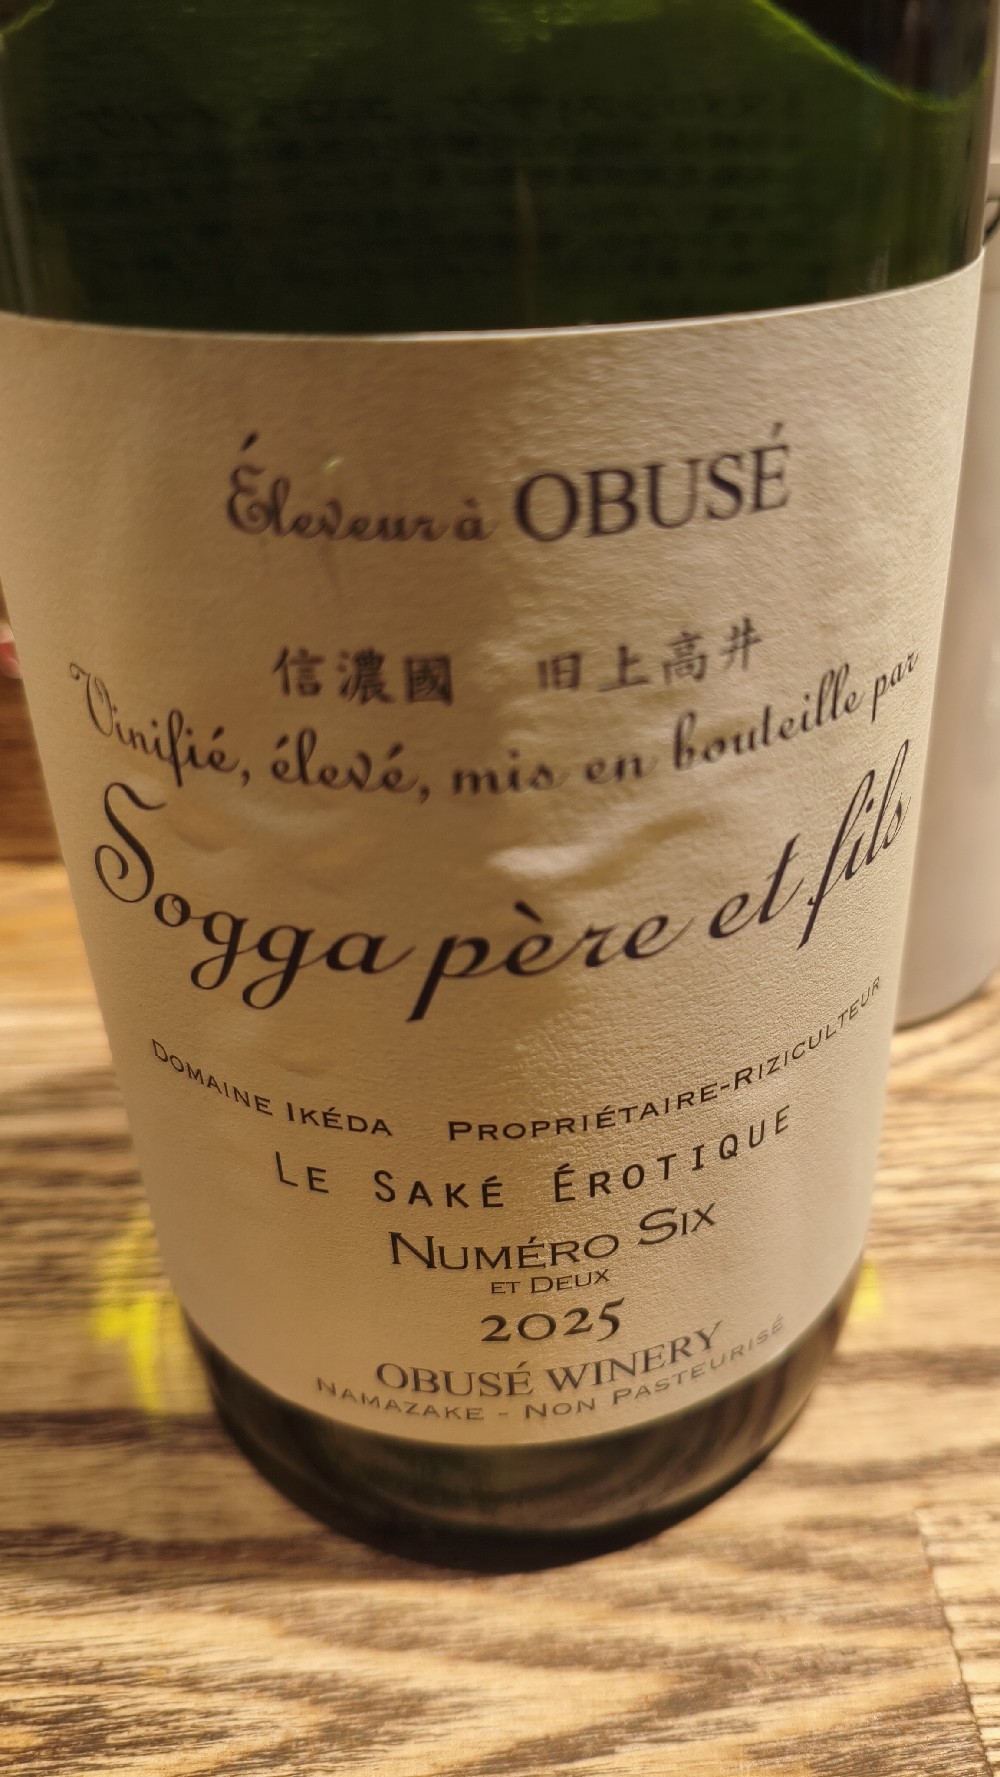 Éleveur à OBUSÉ
信濃國 旧上高井
Vinifié, élevé, mis en bouteille par
Sogga père et fils
DOMAINE IKÉDA PROPRIÉTAIRE-RIZICULTEUR
LE SAKÉ ÉROTIQUE
NUMÉRO SIX
ET DEUX
2025
OBUSÉ WINERY
NAMAZAKE - NON PASTEURISÉ